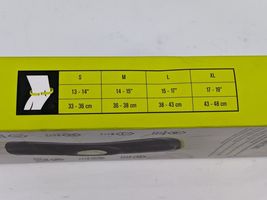 S M L XL
13 - 14" 14 - 15" 15 - 17" 17 - 19"
33 - 36 cm 36 - 38 cm 38 - 43 cm 43 - 48 cm